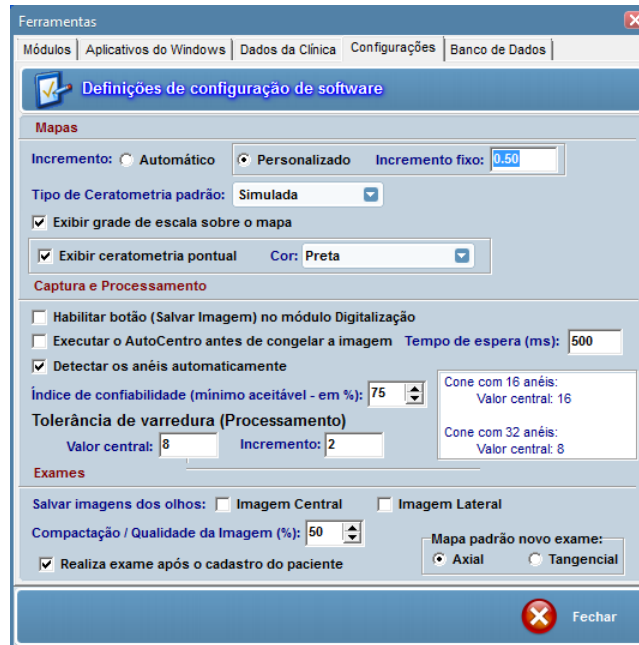 Ferramentas
Módulos Aplicativos do Windows Dados da Clínica Configurações Banco de Dados
Definições de configuração de software
Mapas
Incremento: Automático Personalizado Incremento fixo: 0.50
Tipo de Ceratometria padrão: Simulada
Exibir grade de escala sobre o mapa
Exibir ceratometria pontual Cor: Preta
Captura e Processamento
Habilitar botão (Salvar Imagem) no módulo Digitalização
Executar o AutoCentro antes de congelar a imagem Tempo de espera (ms): 500
Detectar os anéis automaticamente
Índice de confiabilidade (mínimo aceitável - em %): 75
Cone com 16 anéis:
Valor central: 16
Cone com 32 anéis:
Valor central: 8
Tolerância de varredura (Processamento)
Valor central: 8 Incremento: 2
Exames
Salvar imagens dos olhos: Imagem Central Imagem Lateral
Compactação / Qualidade da Imagem (%): 50
Mapa padrão novo exame:
Axial Tangencial
Realiza exame após o cadastro do paciente
Fechar